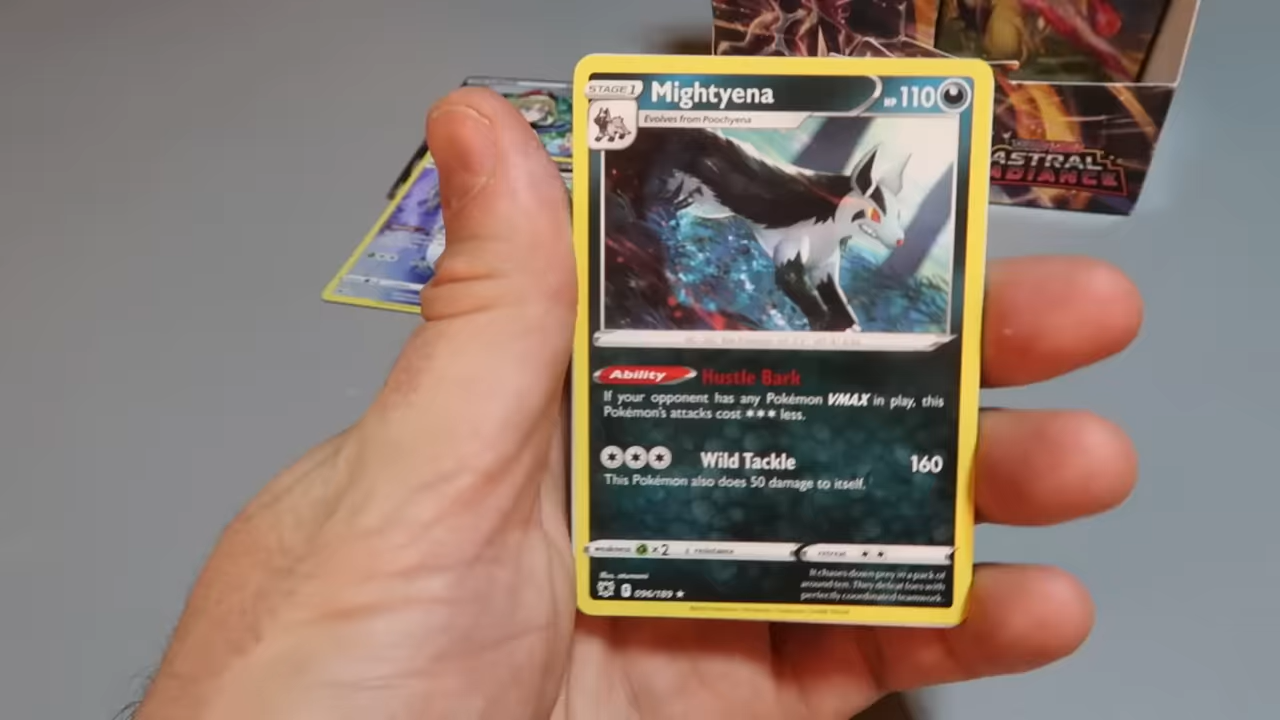 STAGE 1
Mightyena
HP 110
Evolves from Poochyena
ASTRAL
RADIANCE
Ability Hustle Bark
If your opponent has any Pokémon VMAX in play, this
Pokémon's attacks cost ✱✱✱ less.
Wild Tackle 160
This Pokémon also does 50 damage to itself.
weakness ×2 resistance retreat
It chases down prey in a pack of
around ten. They defeat foes with
perfectly coordinated teamwork.
Illus.
F 096/189 ★